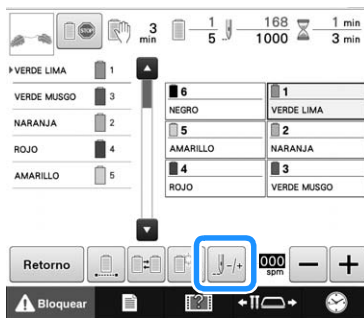 3 min
1 5
168 1000
1 min 3 min
VERDE LIMA 1
VERDE MUSGO 3
NARANJA 2
ROJO 4
AMARILLO 5
6 NEGRO
1 VERDE LIMA
5 AMARILLO
2 NARANJA
4 ROJO
3 VERDE MUSGO
Retorno
-/+
000 spm
- +
Bloquear
?